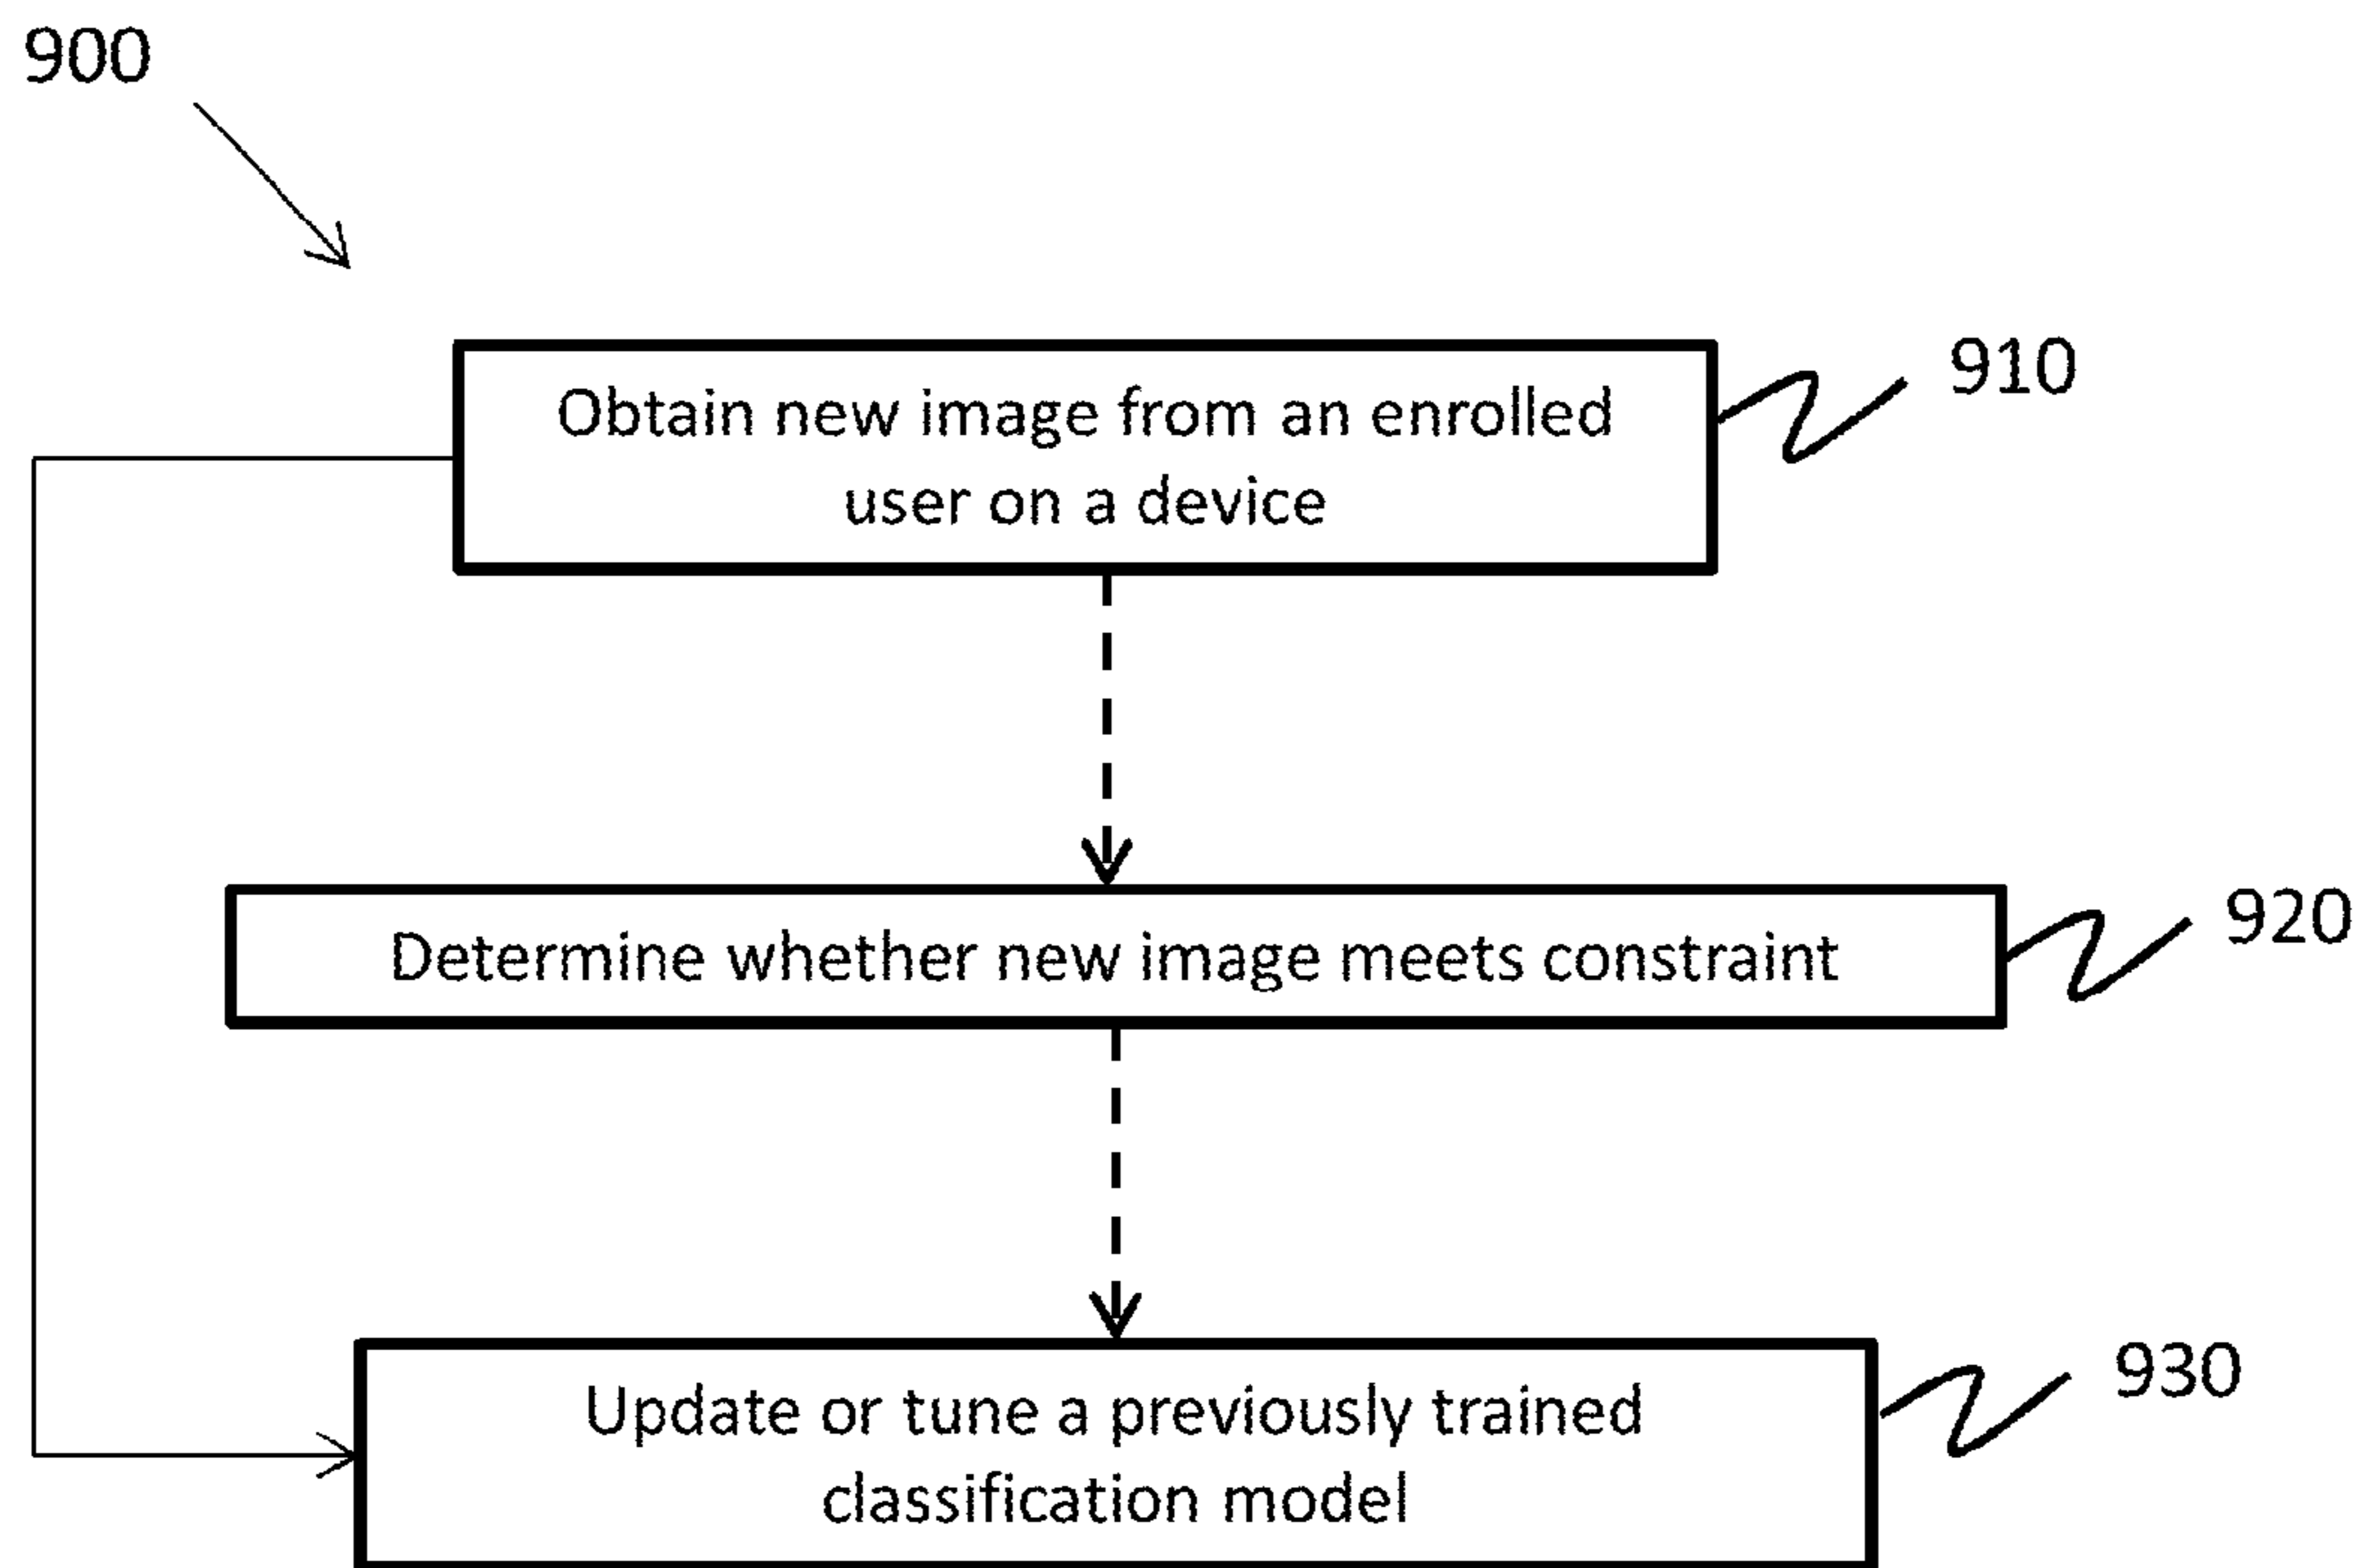 900
910
Obtain new image from an enrolled
user on a device
920
Determine whether new image meets constraint
930
Update or tune a previously trained
classification model